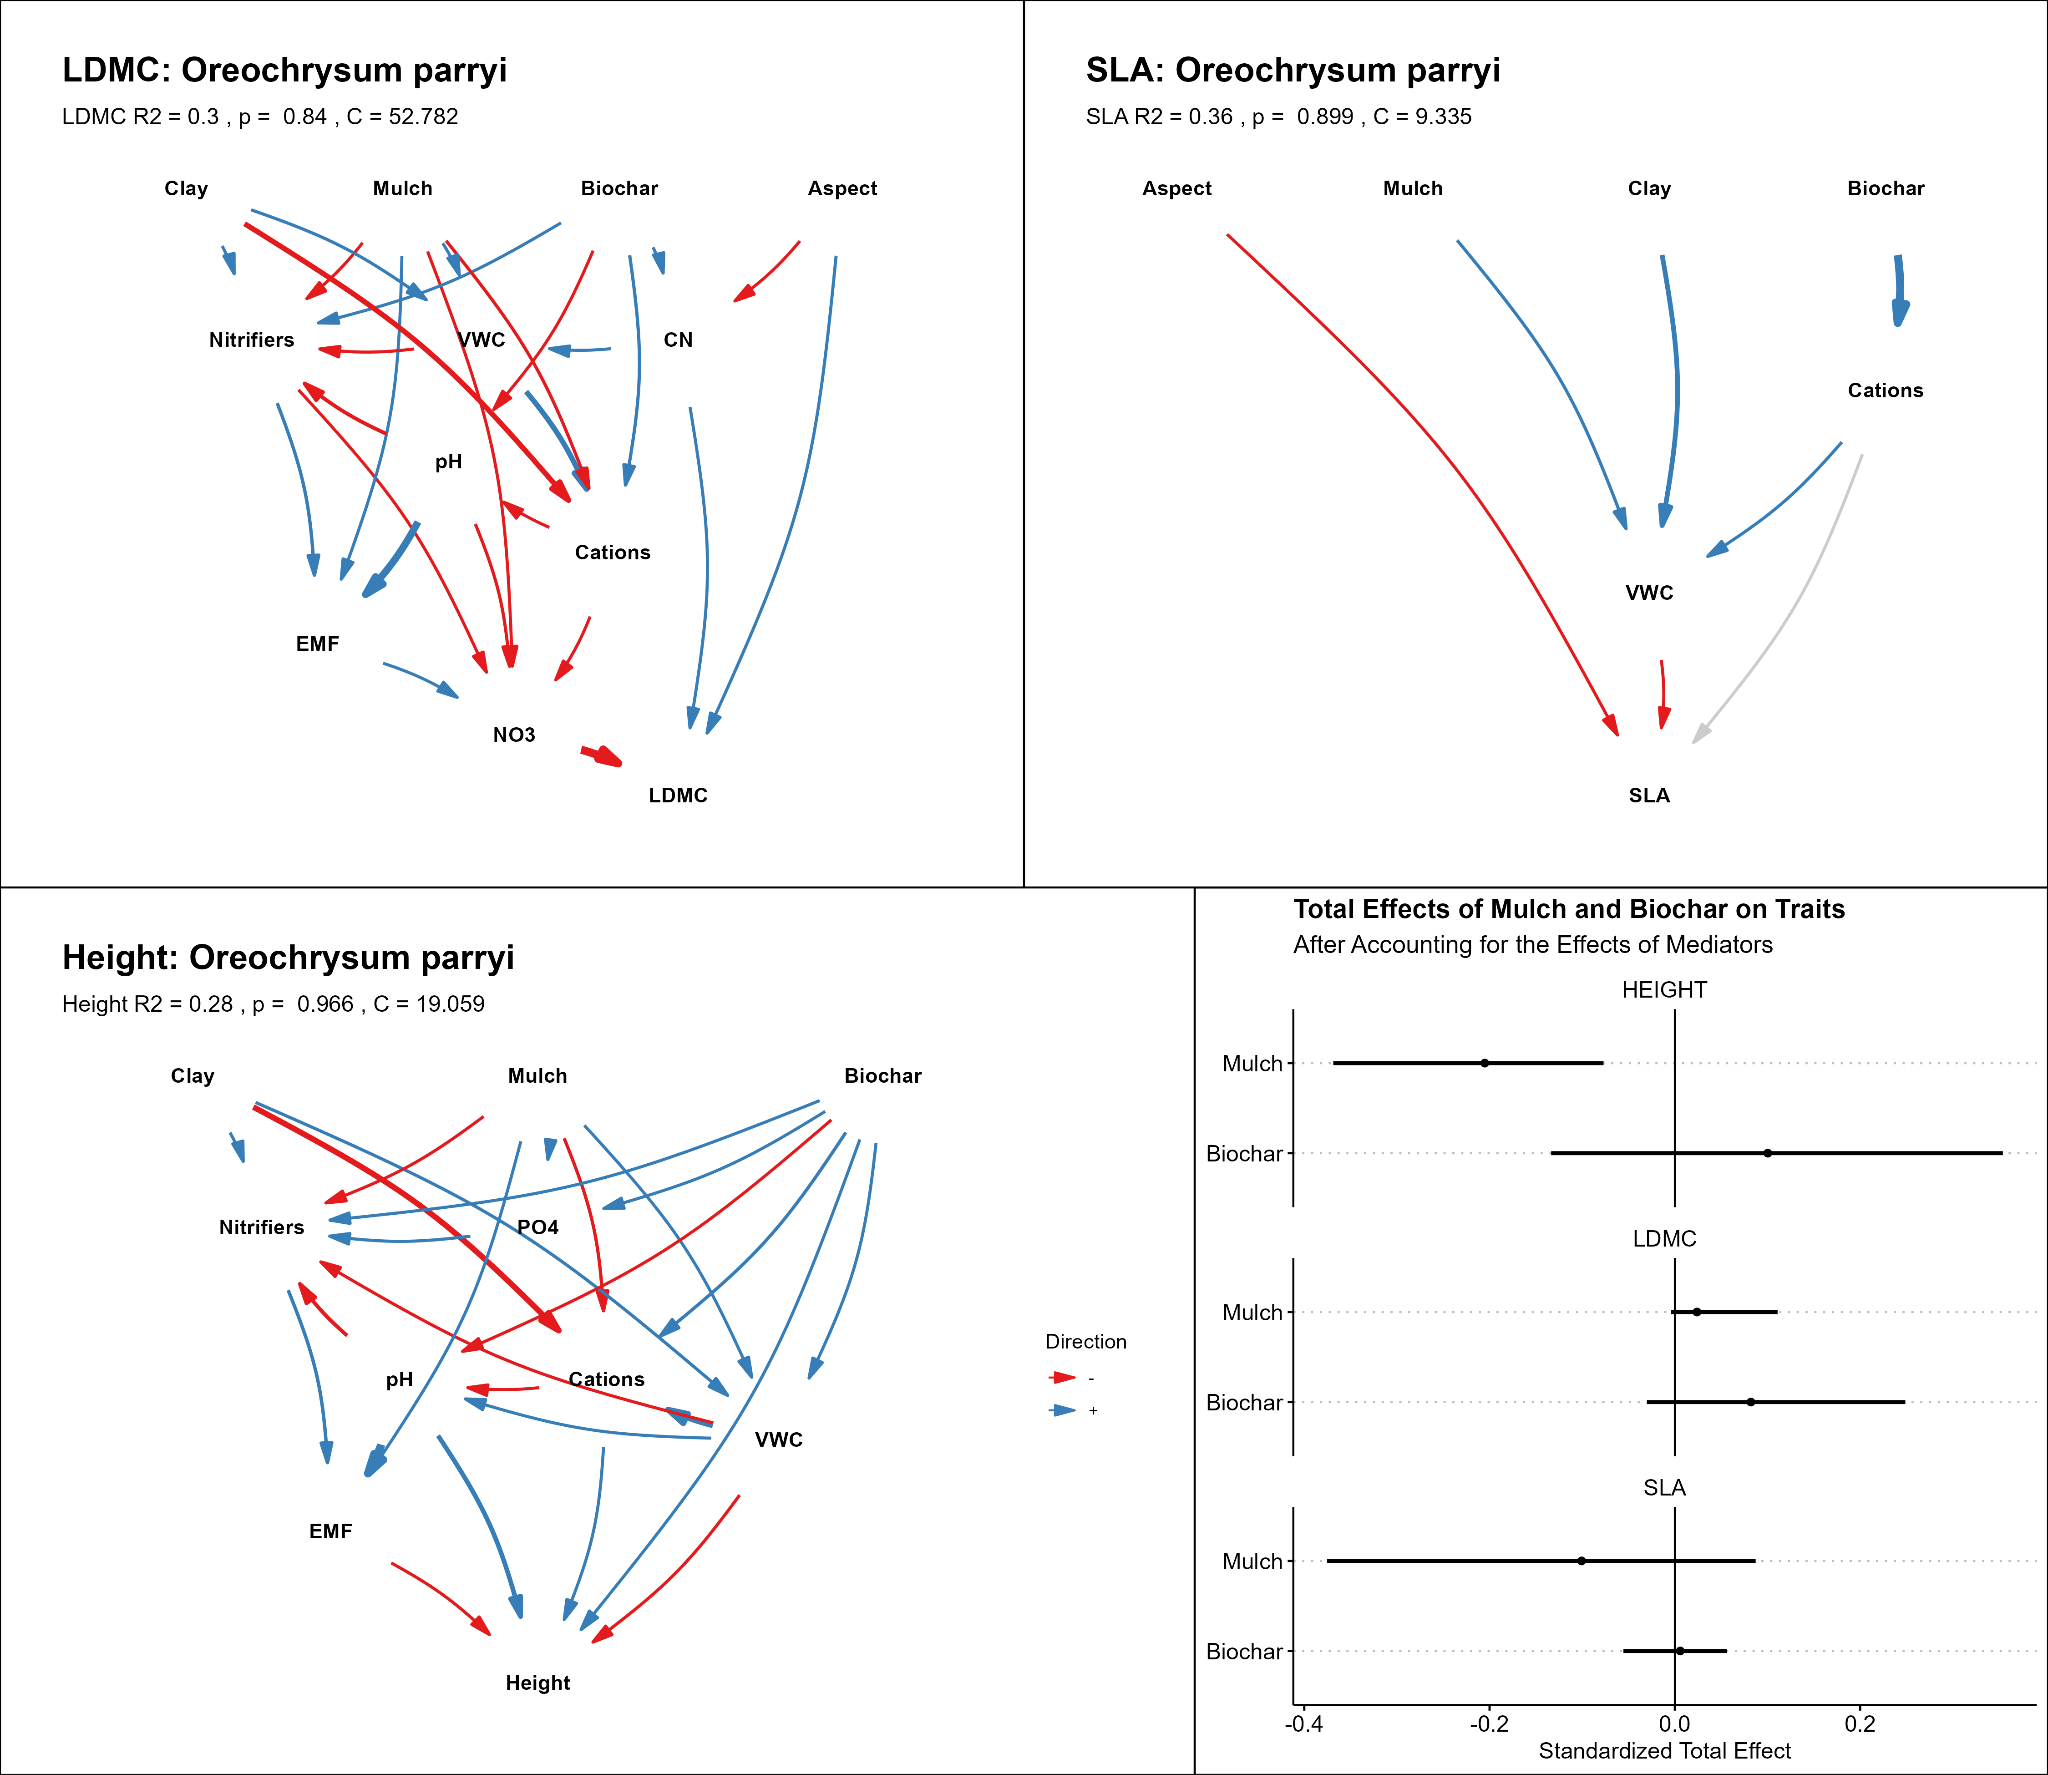 LDMC: Oreochrysum parryi
LDMC R2 = 0.3 , p =  0.84 , C = 52.782
Clay Mulch Biochar Aspect
Nitrifiers VWC CN
pH
Cations
EMF
NO3
LDMC
SLA: Oreochrysum parryi
SLA R2 = 0.36 , p =  0.899 , C = 9.335
Aspect Mulch Clay Biochar
Cations
VWC
SLA
Height: Oreochrysum parryi
Height R2 = 0.28 , p =  0.966 , C = 19.059
Clay Mulch Biochar
Nitrifiers PO4
pH Cations
VWC
EMF
Height
Direction
-
+
Total Effects of Mulch and Biochar on Traits
After Accounting for the Effects of Mediators
HEIGHT
Mulch
Biochar
LDMC
Mulch
Biochar
SLA
Mulch
Biochar
-0.4 -0.2 0.0 0.2
Standardized Total Effect